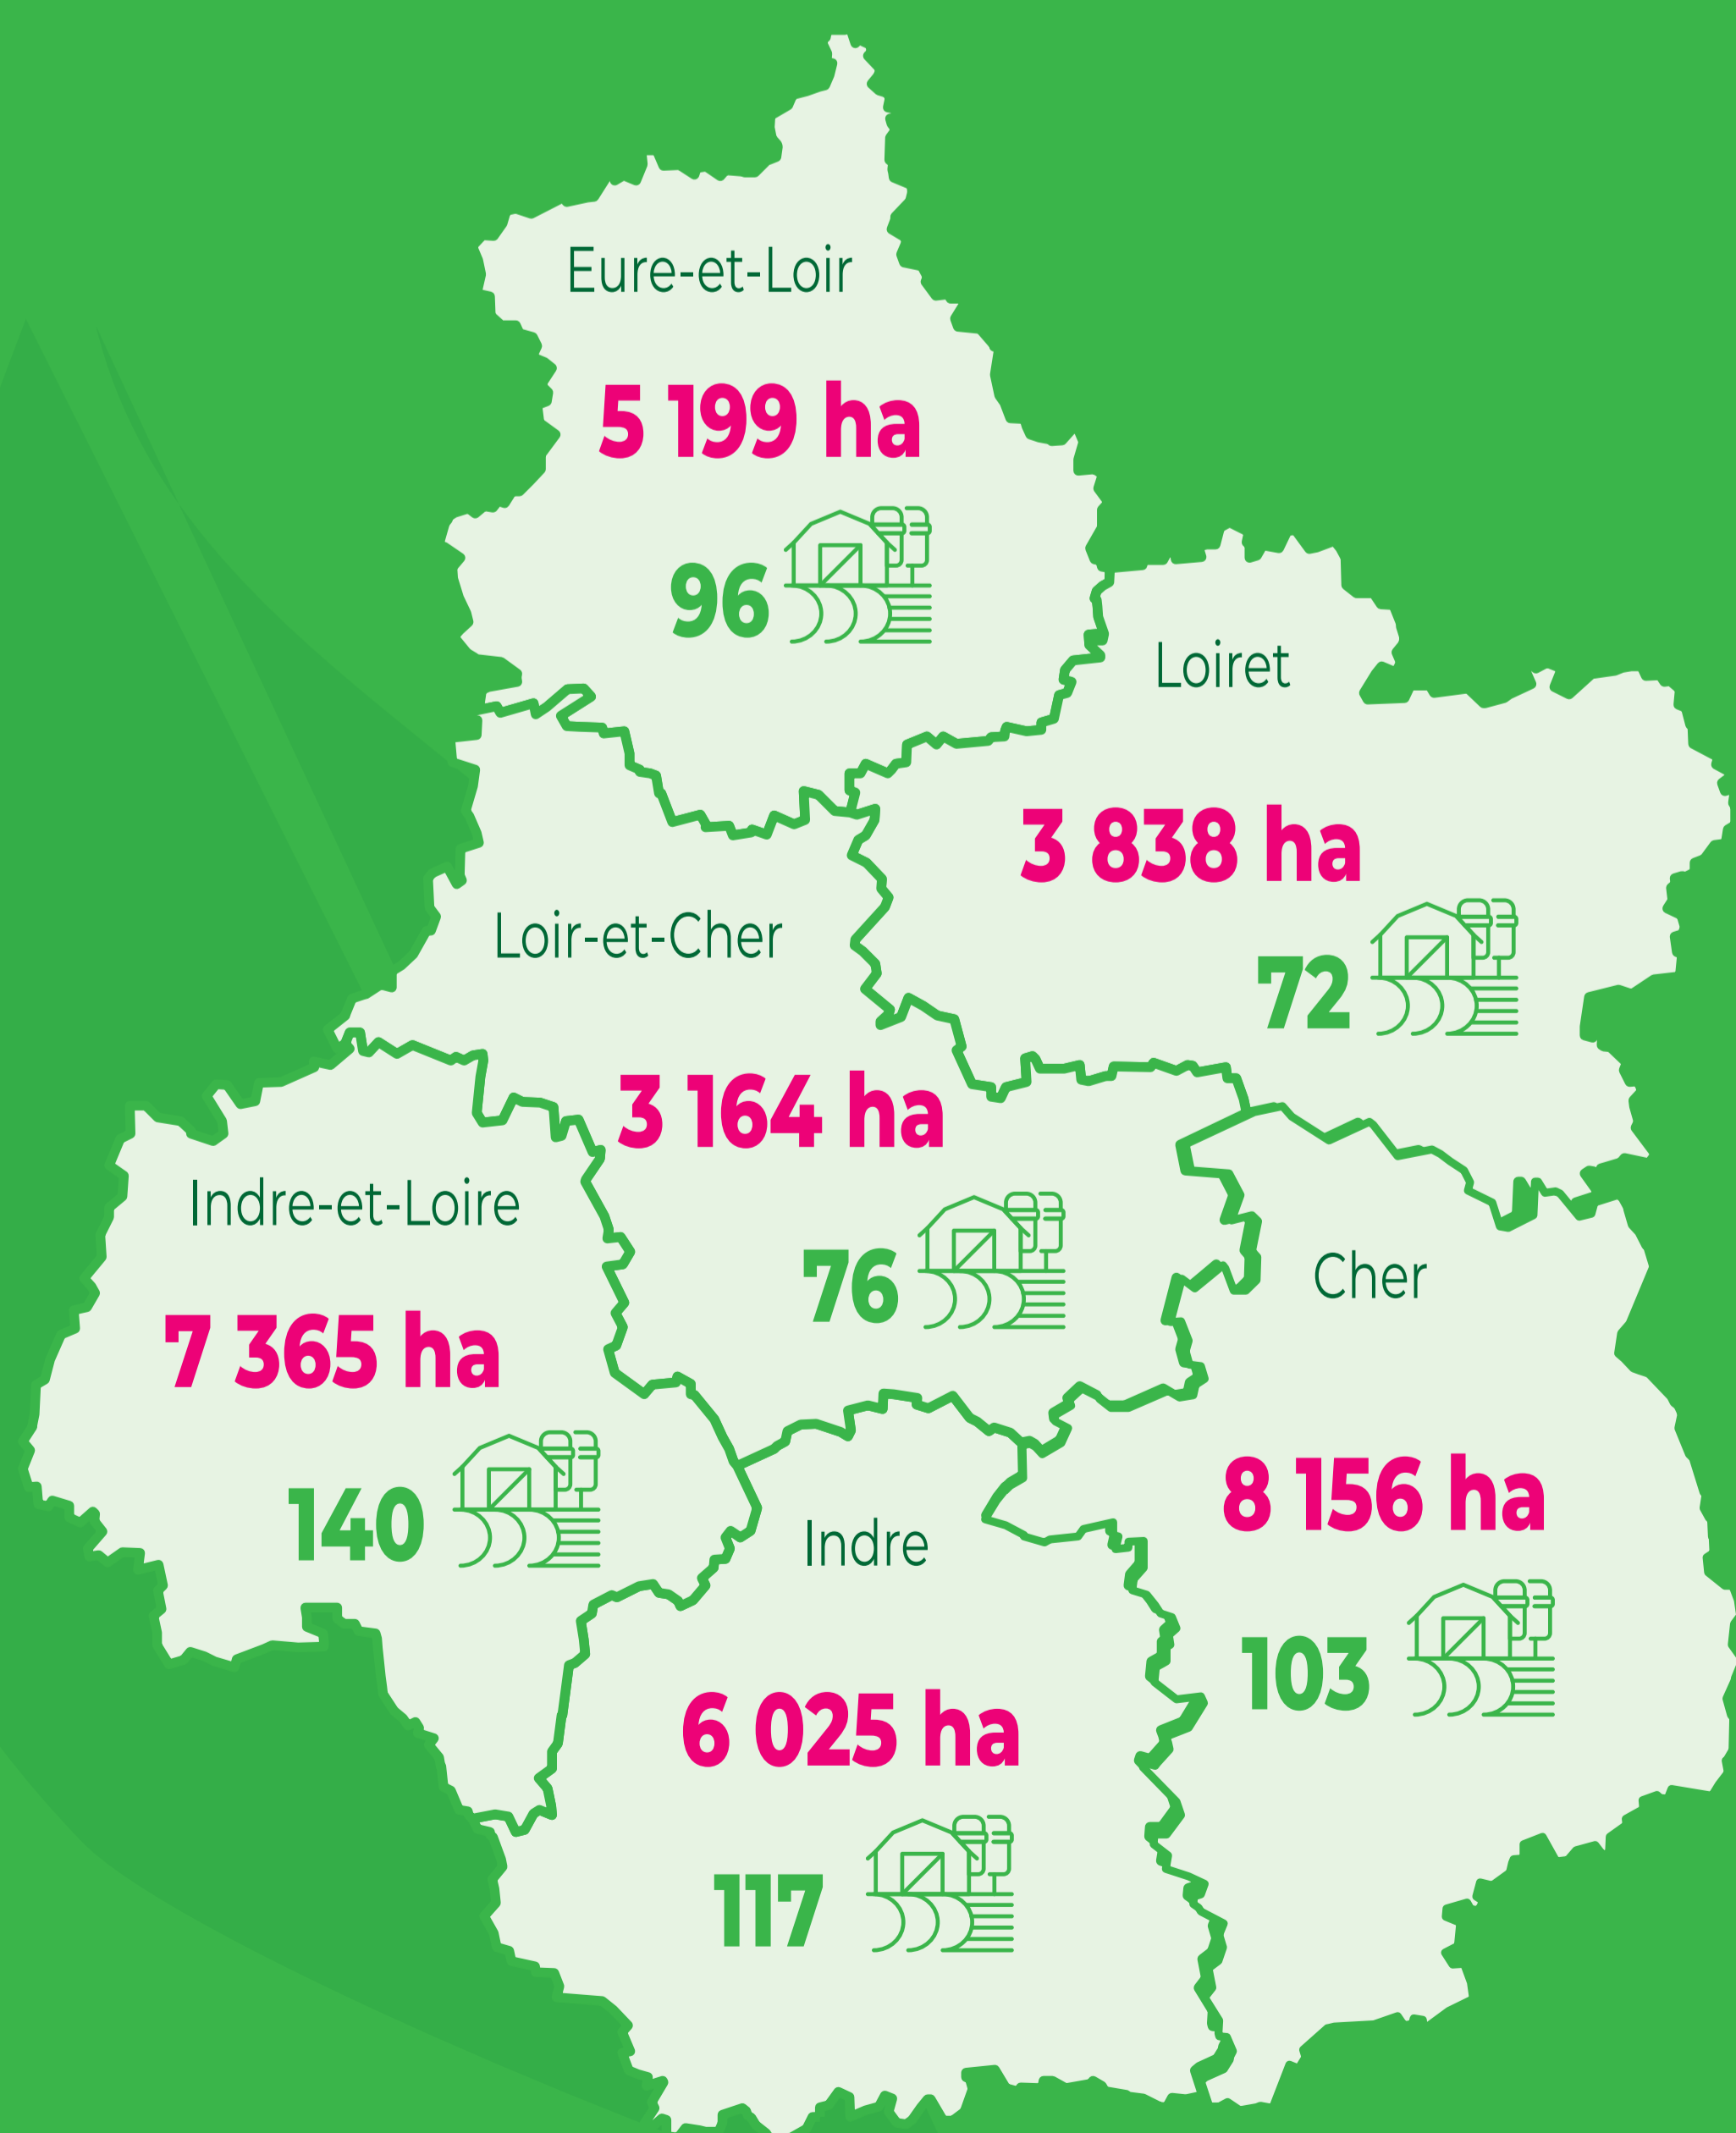 Eure-et-Loir
5 199 ha
96
Loiret
3 838 ha
72
Loir-et-Cher
3 164 ha
76
Indre-et-Loire
7 365 ha
140
Cher
8 156 ha
103
Indre
6 025 ha
117